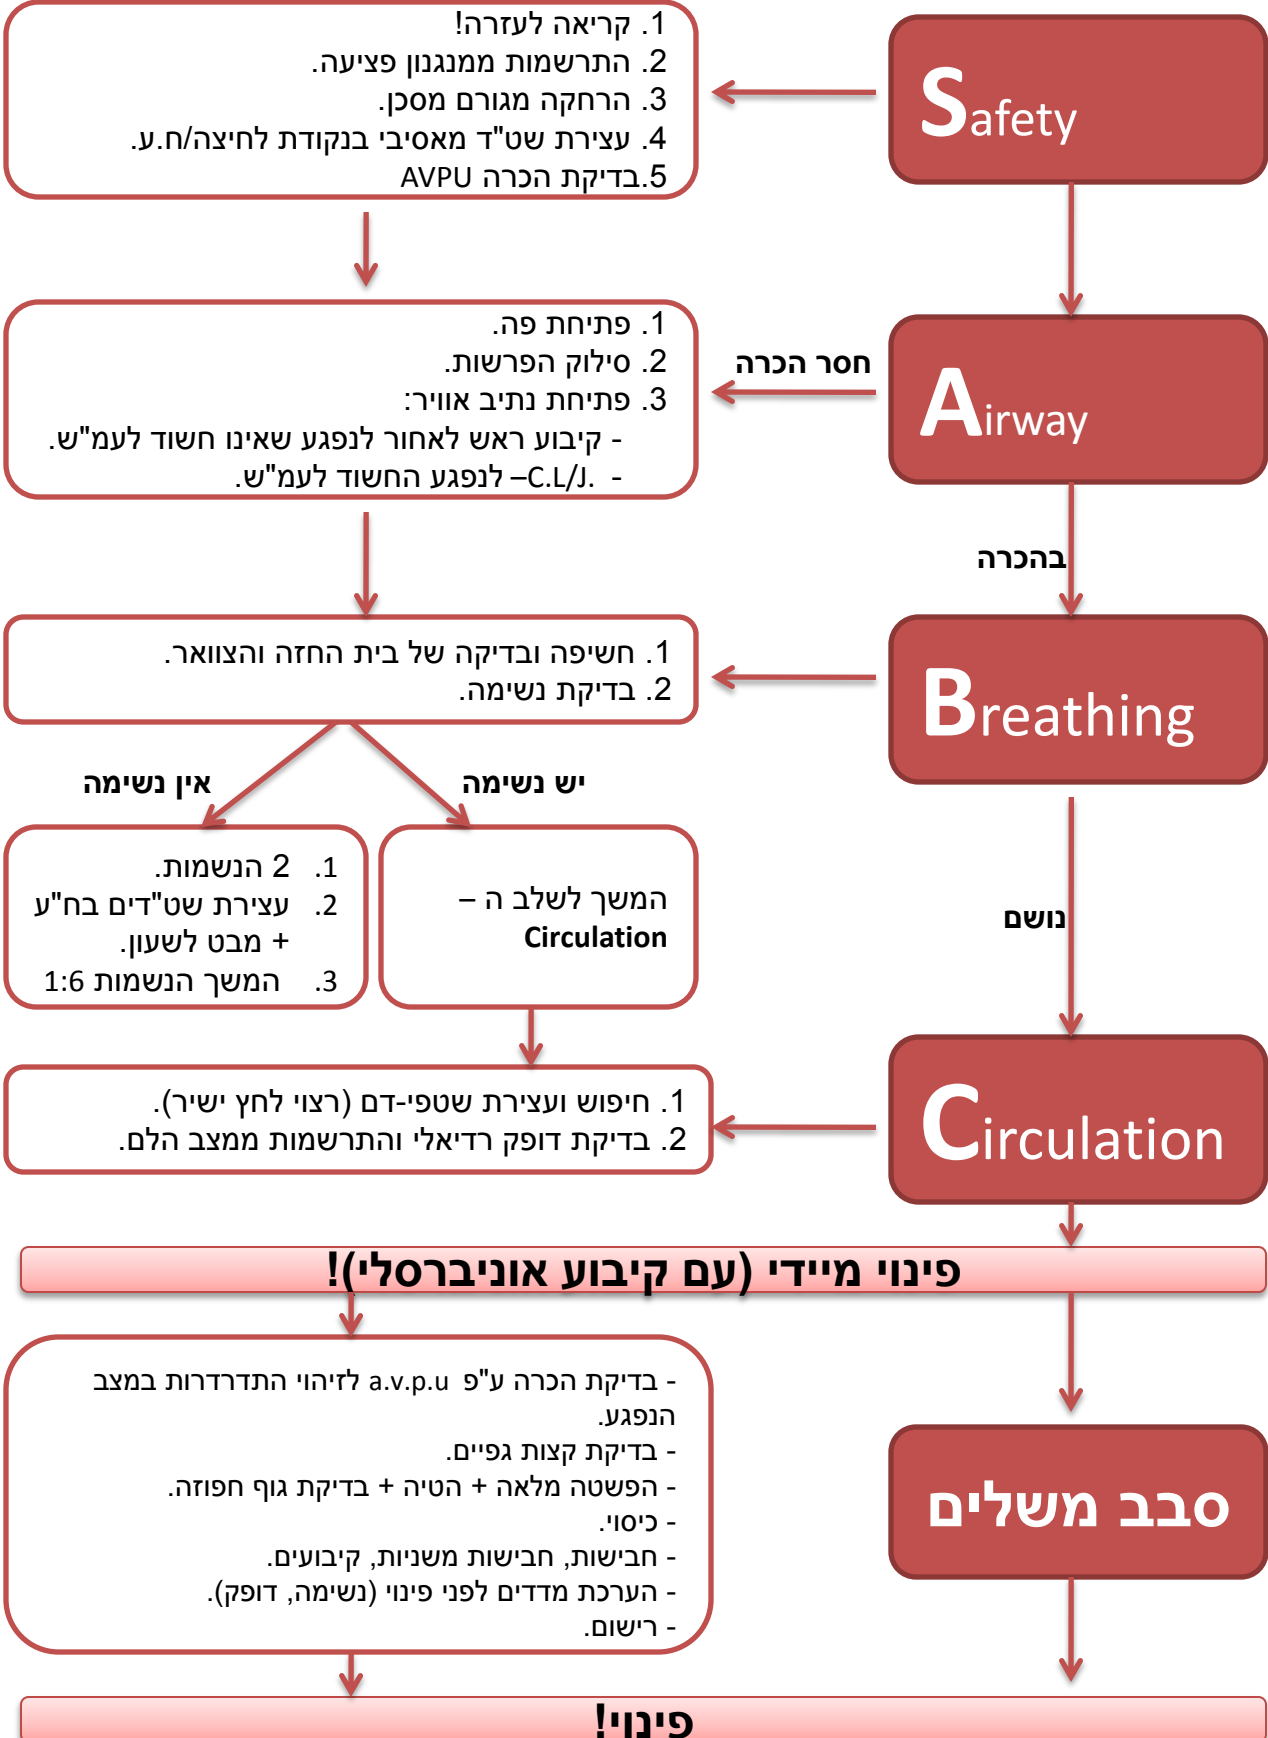 Safety
1. קריאה לעזרה!
2. התרשמות ממנגנון פציעה.
3. הרחקה מגורם מסכן.
4. עצירת שט"ד מאסיבי בנקודת לחיצה/ח.ע.
5.בדיקת הכרה AVPU
Airway
חסר הכרה
1. פתיחת פה.
2. סילוק הפרשות.
3. פתיחת נתיב אוויר:
- קיבוע ראש לאחור לנפגע שאינו חשוד לעמ"ש.
- C.L/J.– לנפגע החשוד לעמ"ש.
בהכרה
Breathing
1. חשיפה ובדיקה של בית החזה והצוואר.
2. בדיקת נשימה.
יש נשימה
אין נשימה
המשך לשלב ה –
Circulation
1. 2 הנשמות.
2. עצירת שט"דים בח"ע
+ מבט לשעון.
3. המשך הנשמות 1:6
נושם
Circulation
1. חיפוש ועצירת שטפי-דם (רצוי לחץ ישיר).
2. בדיקת דופק רדיאלי והתרשמות ממצב הלם.
פינוי מיידי (עם קיבוע אוניברסלי)!
סבב משלים
- בדיקת הכרה ע"פ a.v.p.u לזיהוי התדרדרות במצב
הנפגע.
- בדיקת קצות גפיים.
- הפשטה מלאה + הטיה + בדיקת גוף חפוזה.
- כיסוי.
- חבישות, חבישות משניות, קיבועים.
- הערכת מדדים לפני פינוי (נשימה, דופק).
- רישום.
פינוי!